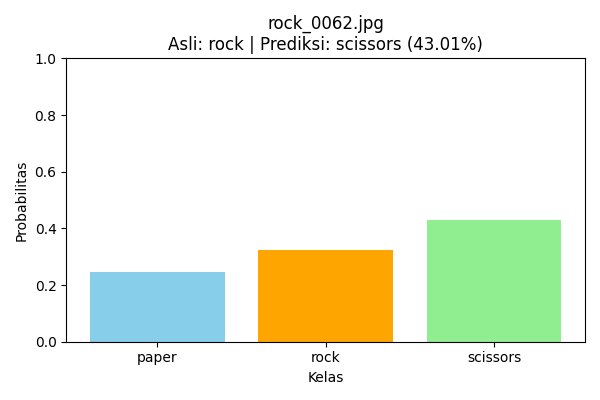 rock_0062.jpg
Asli: rock | Prediksi: scissors (43.01%)
1.0
0.8
0.6
0.4
0.2
0.0
Probabilitas
paper rock scissors
Kelas